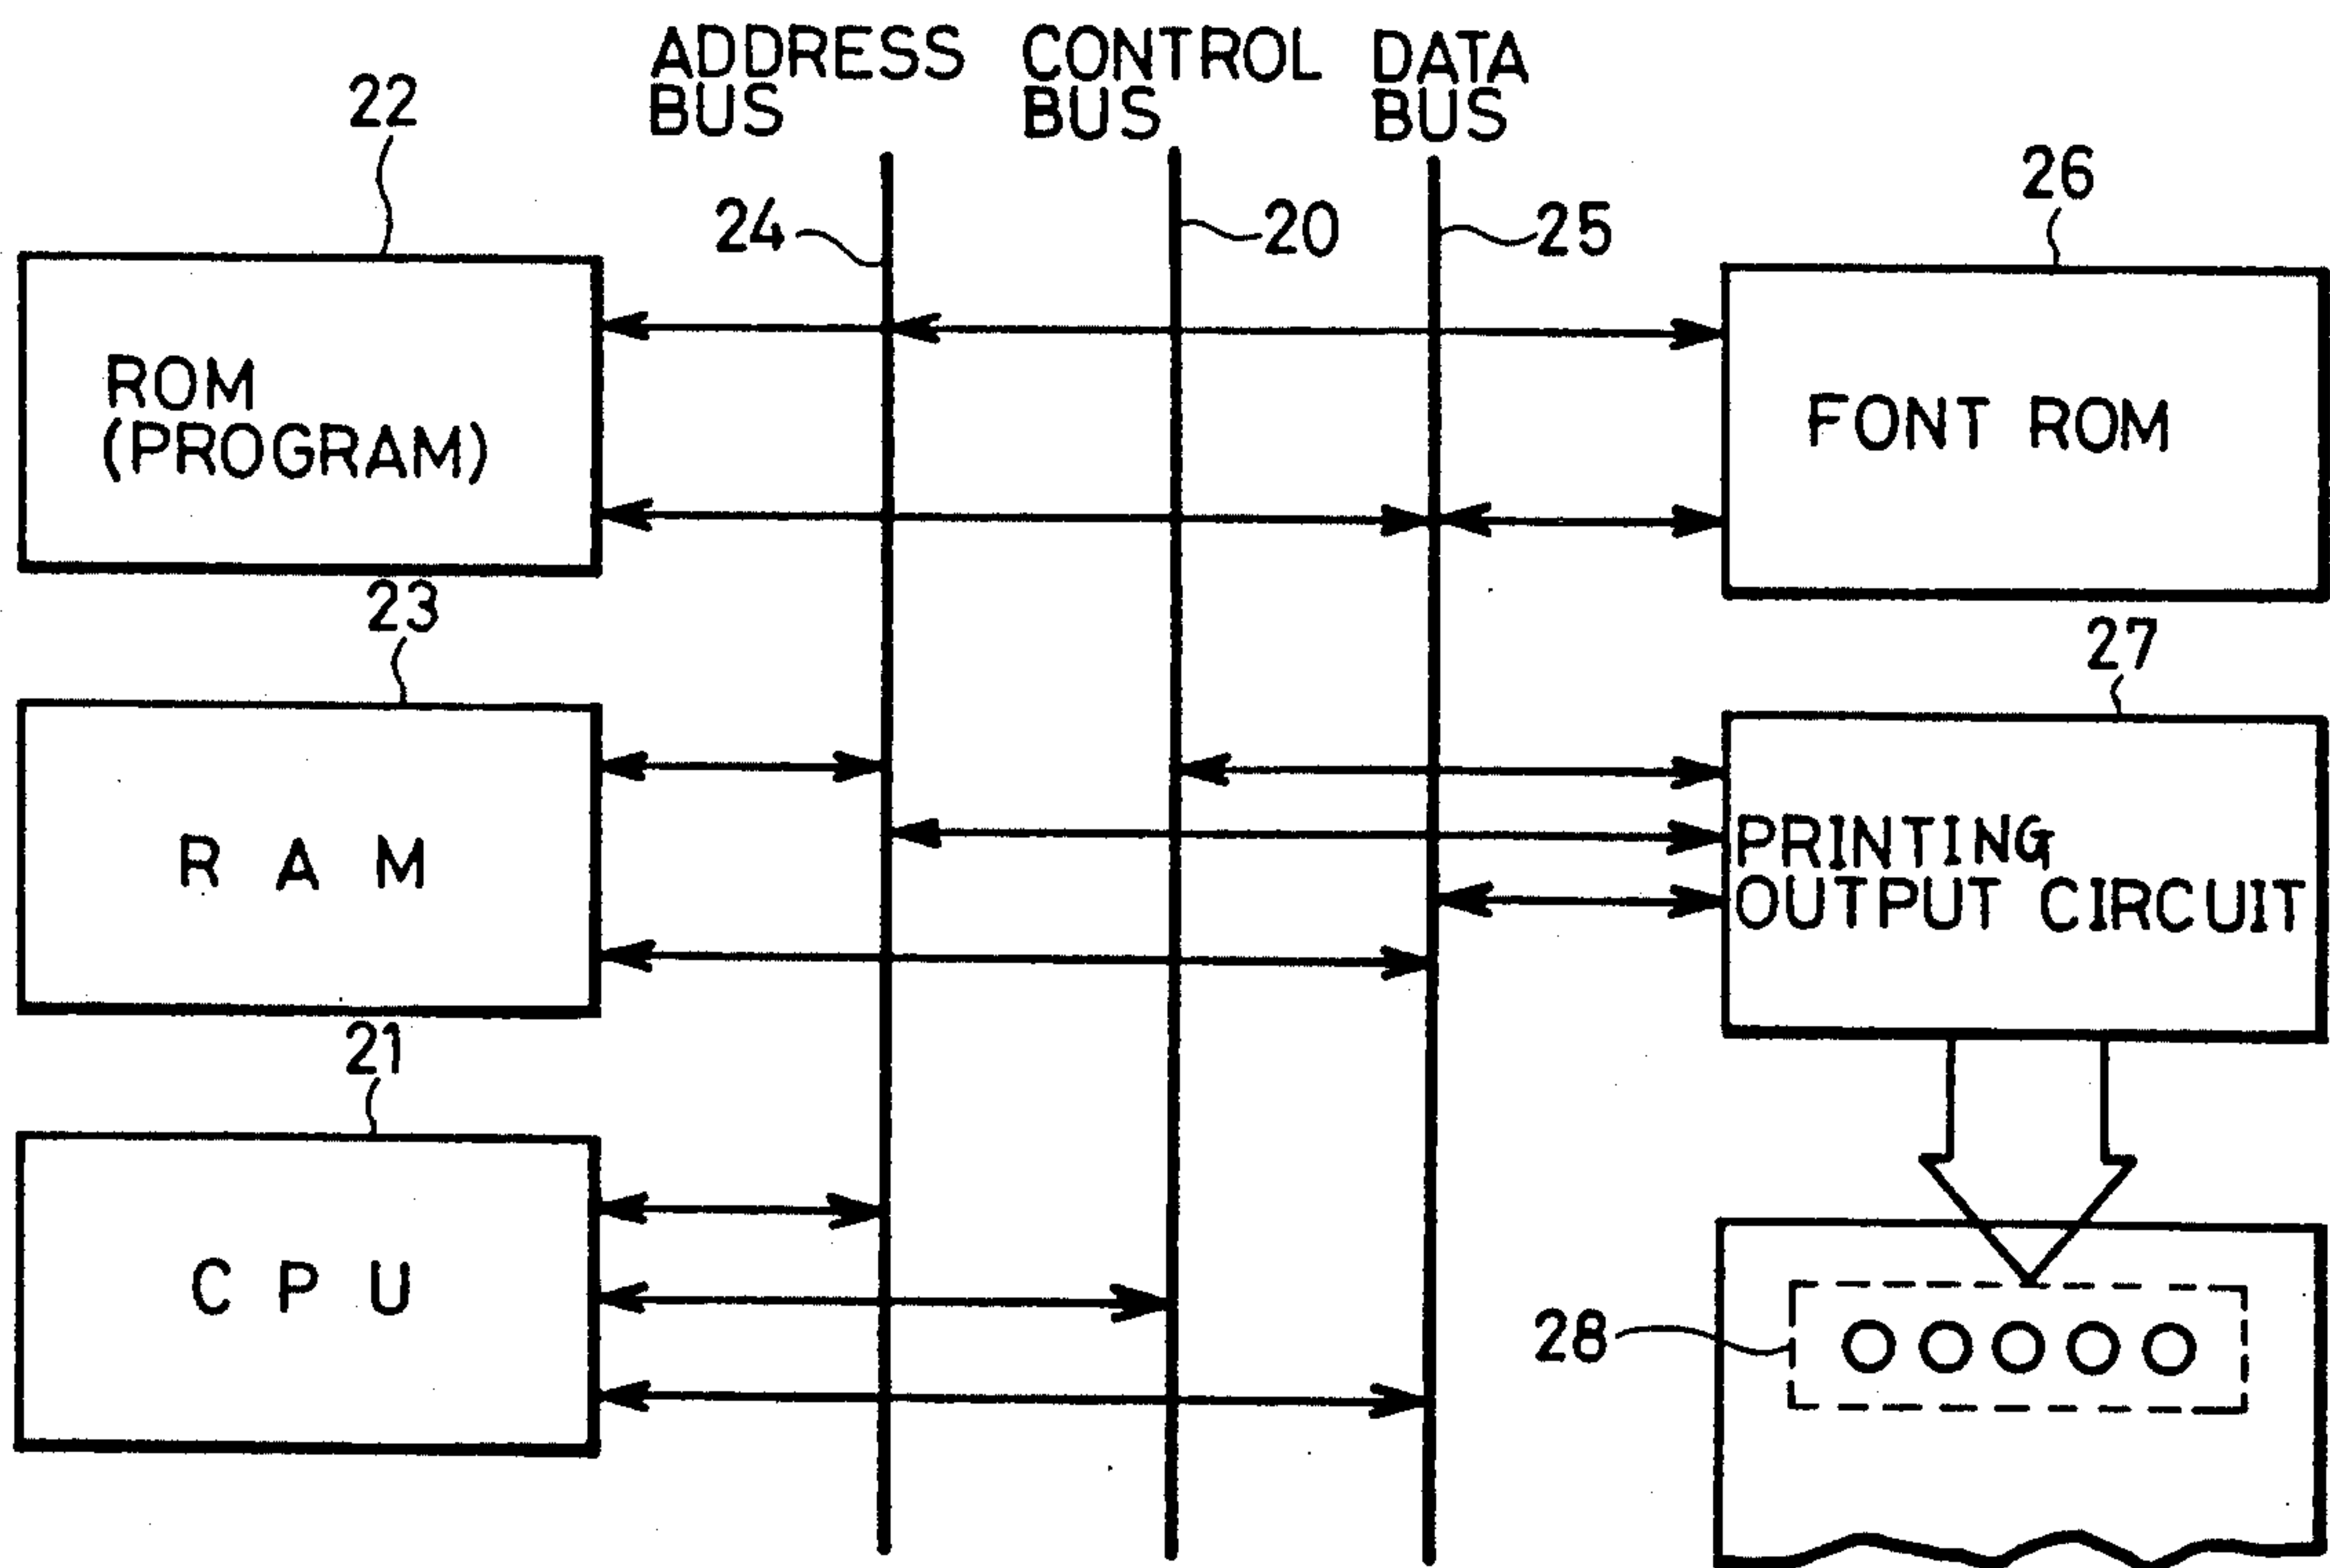 ADDRESS BUS
CONTROL BUS
DATA BUS
22
24
20
25
26
ROM
(PROGRAM)
FONT ROM
23
27
R A M
PRINTING
OUTPUT CIRCUIT
21
C P U
28